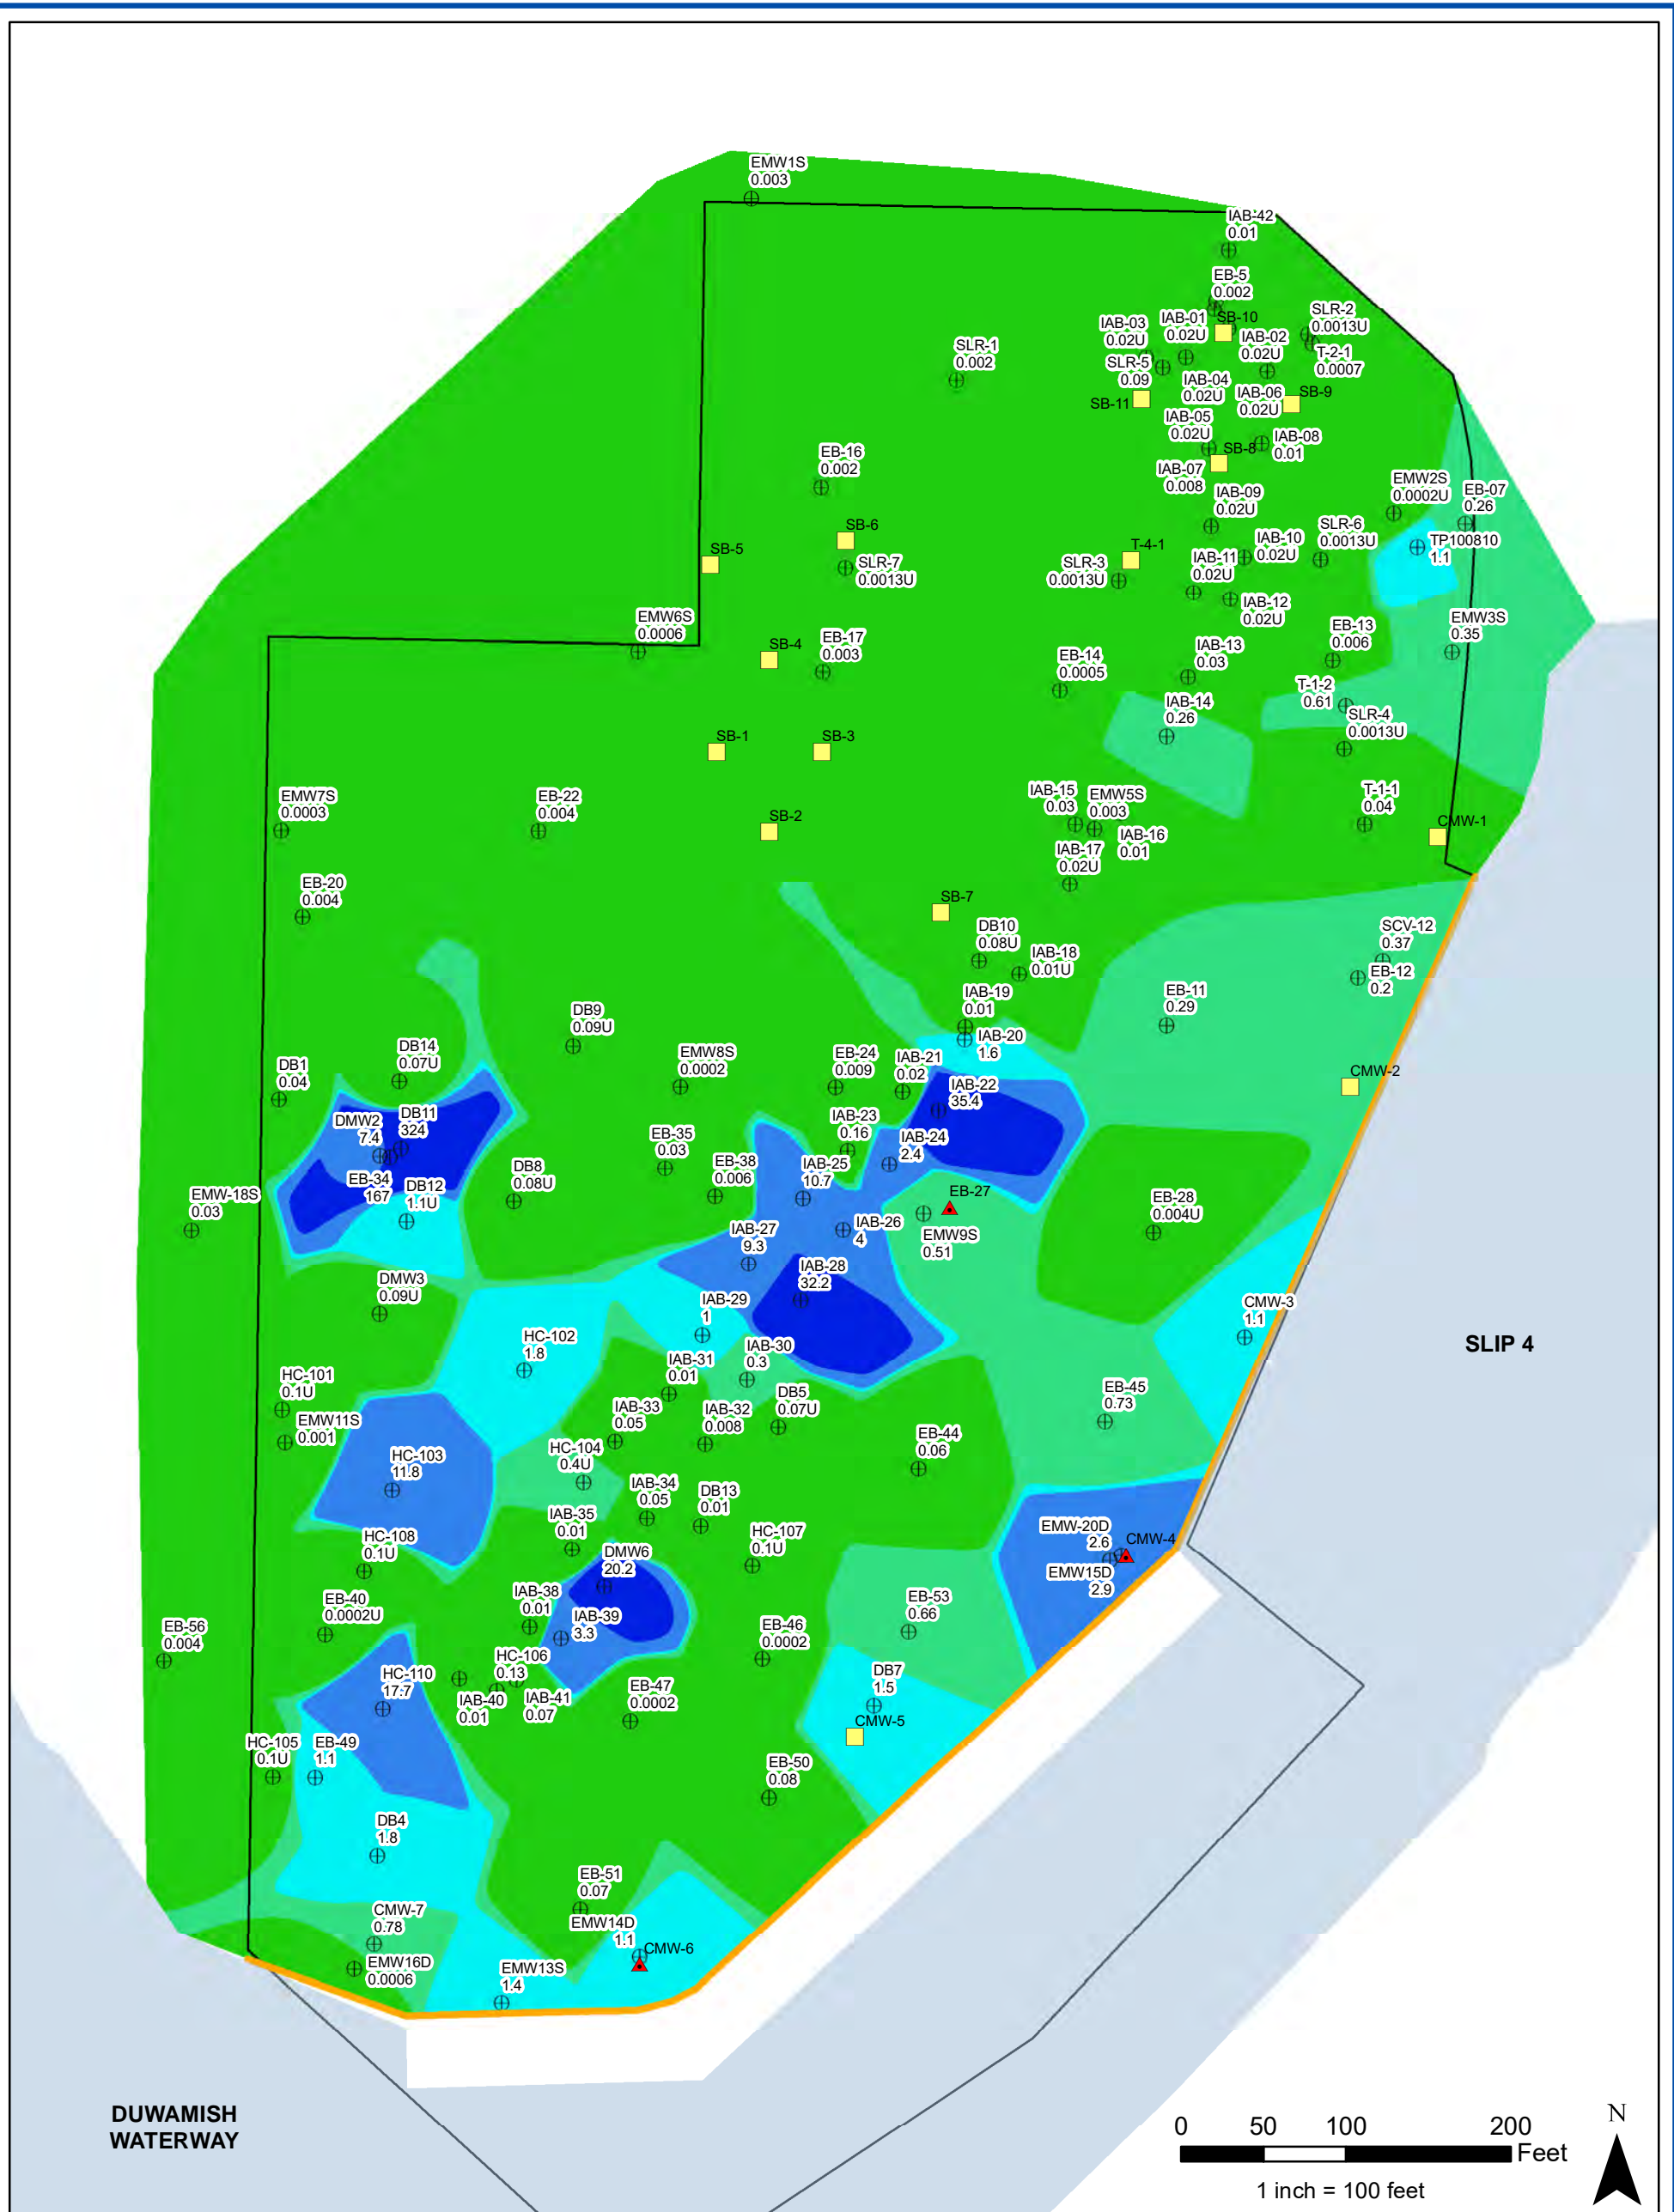 EMW1S
0.003
IAB-42
0.01
EB-5
0.002
SB-10
IAB-03
0.02U
IAB-01
0.02U
IAB-02
0.02U
SLR-2
0.0013U
T-2-1
0.0007
SLR-1
0.002
SLR-5
0.09
SB-11
IAB-04
0.02U
IAB-06
0.02U
SB-9
IAB-05
0.02U
IAB-08
0.01
SB-8
IAB-07
0.008
EB-16
0.002
IAB-09
0.02U
EMW2S
0.0002U
EB-07
0.26
SB-6
SB-5
SLR-7
0.0013U
T-4-1
SLR-3
0.0013U
IAB-11
0.02U
IAB-10
0.02U
SLR-6
0.0013U
TP100810
1.1
IAB-12
0.02U
EMW6S
0.0006
SB-4
EB-17
0.003
EB-14
0.0005
IAB-13
0.03
EB-13
0.006
EMW3S
0.35
T-1-2
0.61
IAB-14
0.26
SLR-4
0.0013U
SB-1
SB-3
EMW7S
0.0003
EB-22
0.004
SB-2
IAB-15
0.03
EMW5S
0.003
IAB-16
0.01
T-1-1
0.04
CMW-1
IAB-17
0.02U
EB-20
0.004
SB-7
DB10
0.08U
IAB-18
0.01U
SCV-12
0.37
EB-12
0.2
IAB-19
0.01
EB-11
0.29
DB9
0.09U
IAB-20
1.6
DB14
0.07U
DB1
0.04
EMW8S
0.0002
EB-24
0.009
IAB-21
0.02
IAB-22
35.4
CMW-2
DMW2
7.4
DB11
324
EB-35
0.03
IAB-23
0.16
IAB-24
2.4
EB-34
167
DB12
1.1U
DB8
0.08U
EB-38
0.006
IAB-25
10.7
EMW-18S
0.03
EB-27
EB-28
0.004U
IAB-27
9.3
IAB-26
4
EMW9S
0.51
IAB-28
32.2
DMW3
0.09U
IAB-29
1
CMW-3
1.1
SLIP 4
HC-102
1.8
IAB-30
0.3
IAB-31
0.01
HC-101
0.1U
EMW11S
0.001
IAB-33
0.05
IAB-32
0.008
DB5
0.07U
EB-45
0.73
EB-44
0.06
HC-103
11.8
HC-104
0.4U
IAB-34
0.05
DB13
0.01
IAB-35
0.01
HC-108
0.1U
HC-107
0.1U
EMW-20D
2.6
CMW-4
EMW15D
2.9
DMW6
20.2
EB-40
0.0002U
IAB-38
0.01
IAB-39
3.3
EB-56
0.004
EB-46
0.0002
EB-53
0.66
HC-110
17.7
HC-106
0.13
IAB-40
0.01
IAB-41
0.07
EB-47
0.0002
DB7
1.5
CMW-5
HC-105
0.1U
EB-49
1.1
EB-50
0.08
DB4
1.8
EB-51
0.07
CMW-7
0.78
EMW14D
1.1
CMW-6
EMW16D
0.0006
EMW13S
1.4
DUWAMISH
WATERWAY
0 50 100 200
Feet
1 inch = 100 feet
N